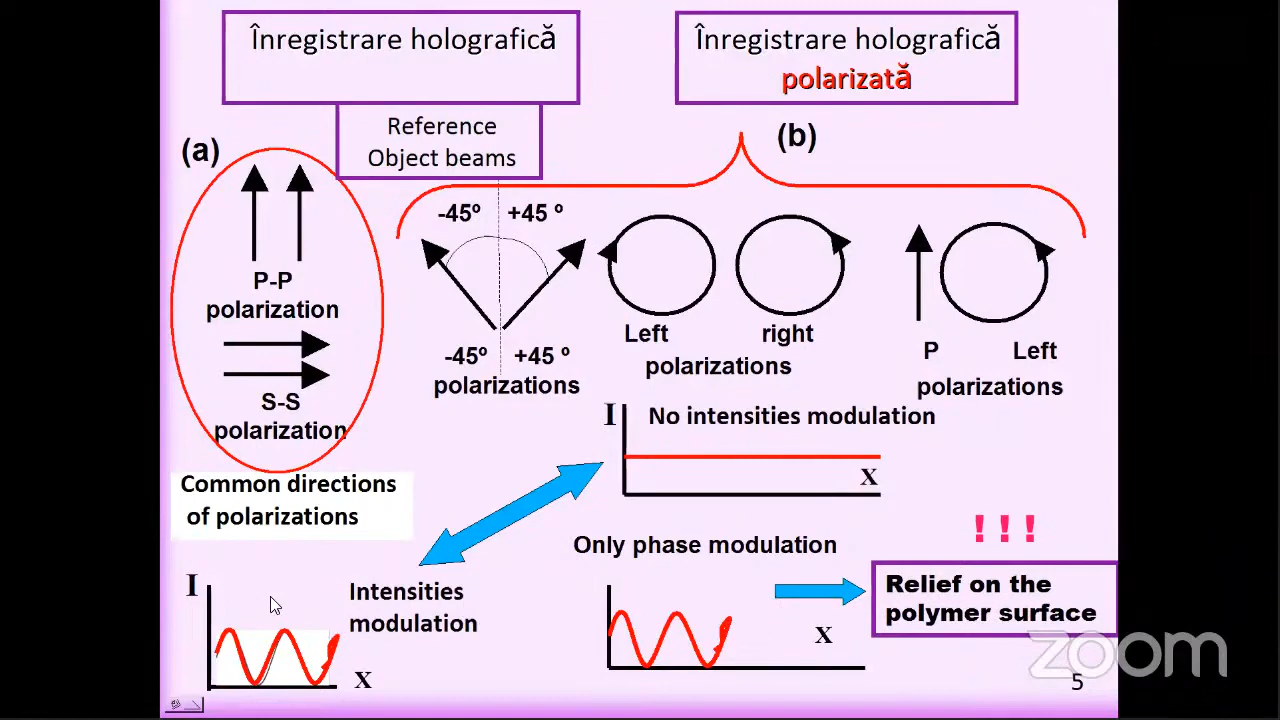 Înregistrare holografică
Înregistrare holografică
polarizată
Reference
Object beams
(a)
(b)
-45º +45 º
P-P
polarization
S-S
polarization
-45º +45 º
polarizations
Left right
polarizations
P Left
polarizations
I
No intensities modulation
X
Common directions
of polarizations
Only phase modulation
! ! !
I
Intensities
modulation
X
X
Relief on the
polymer surface
zoom
5